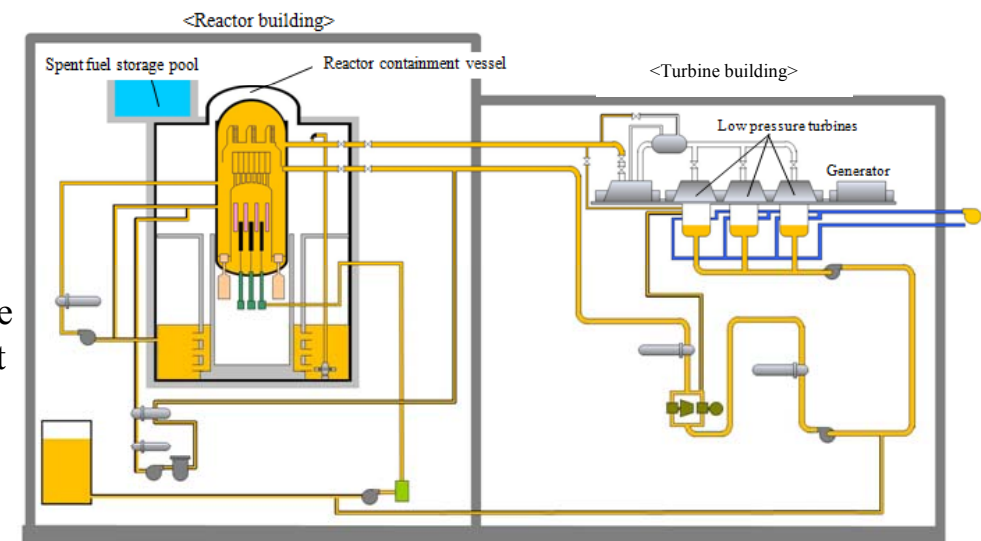 <Reactor building>
Spent fuel storage pool
Reactor containment vessel
<Turbine building>
Low pressure turbines
Generator
e
t